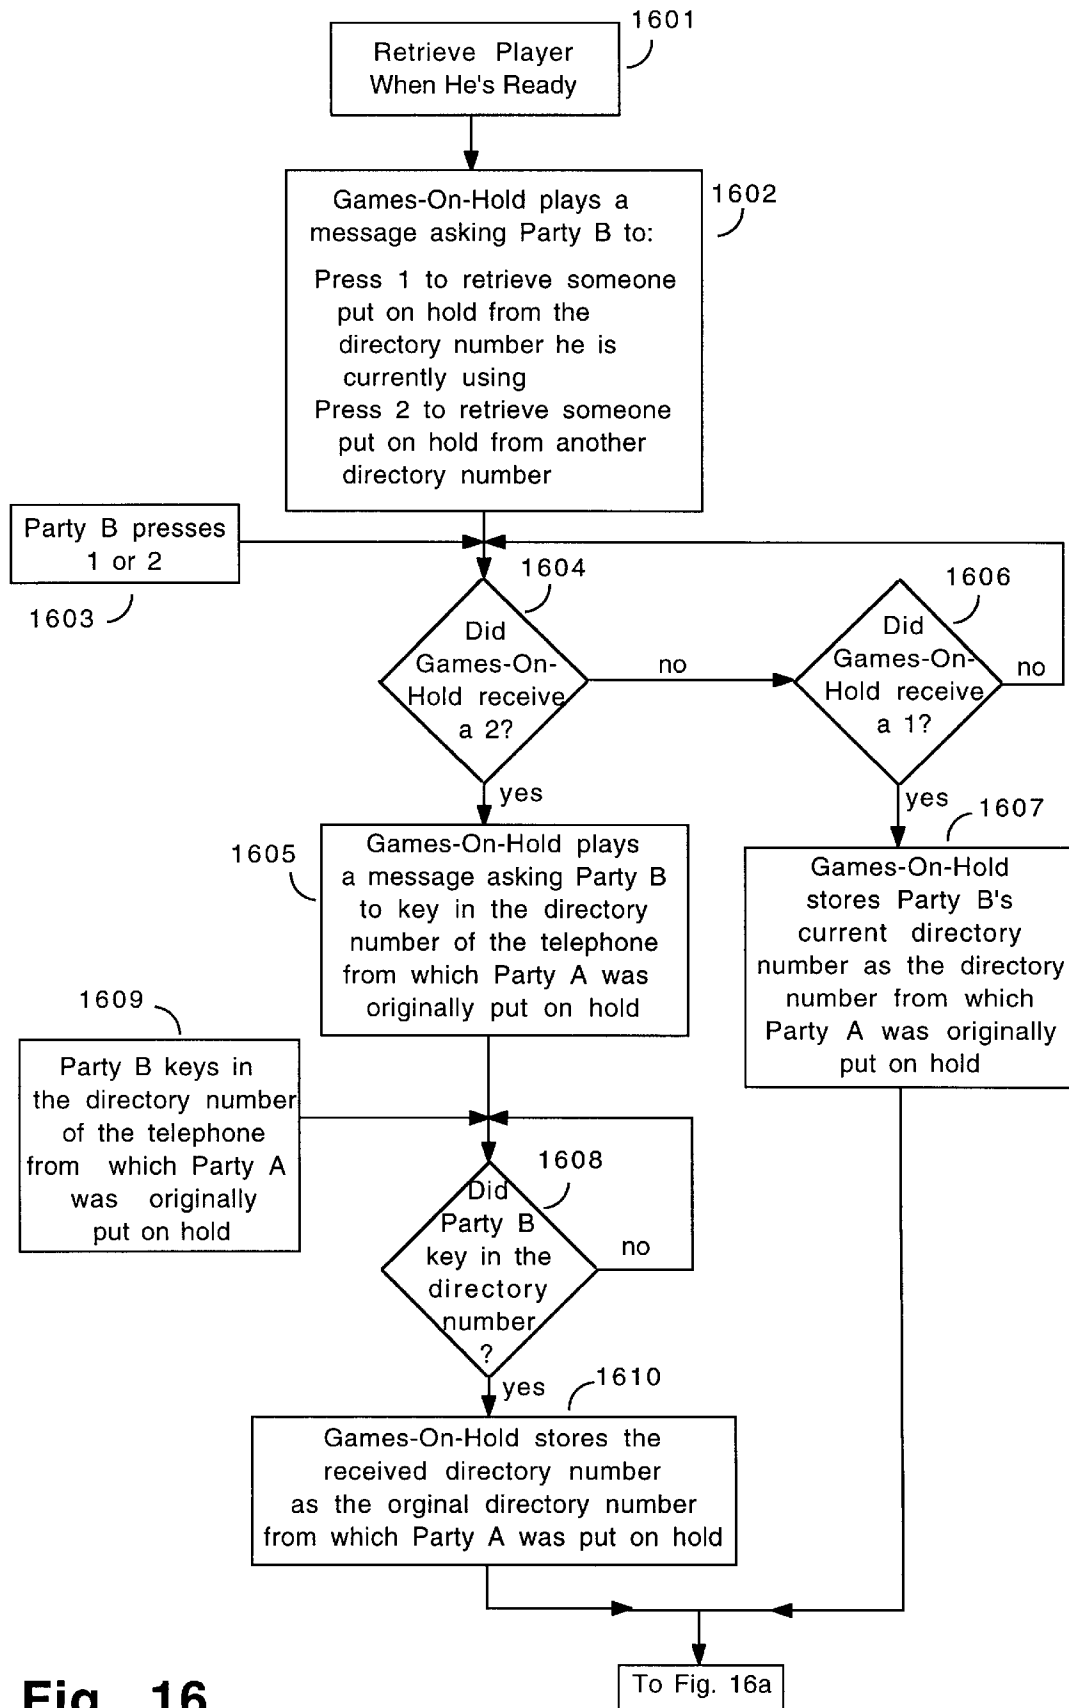 1601
Retrieve Player
When He's Ready
1602
Games-On-Hold plays a
message asking Party B to:
Press 1 to retrieve someone
put on hold from the
directory number he is
currently using
Press 2 to retrieve someone
put on hold from another
directory number
Party B presses
1 or 2
1603
1604
Did
Games-On-
Hold receive
a 2?
no
yes
1606
Did
Games-On-
Hold receive
a 1?
no
yes
1605
Games-On-Hold plays
a message asking Party B
to key in the directory
number of the telephone
from which Party A was
originally put on hold
1607
Games-On-Hold
stores Party B's
current directory
number as the directory
number from which
Party A was originally
put on hold
1609
Party B keys in
the directory number
of the telephone
from which Party A
was originally
put on hold
1608
Did
Party B
key in the
directory
number
?
no
yes
1610
Games-On-Hold stores the
received directory number
as the orginal directory number
from which Party A was put on hold
To Fig. 16a
Fig. 16